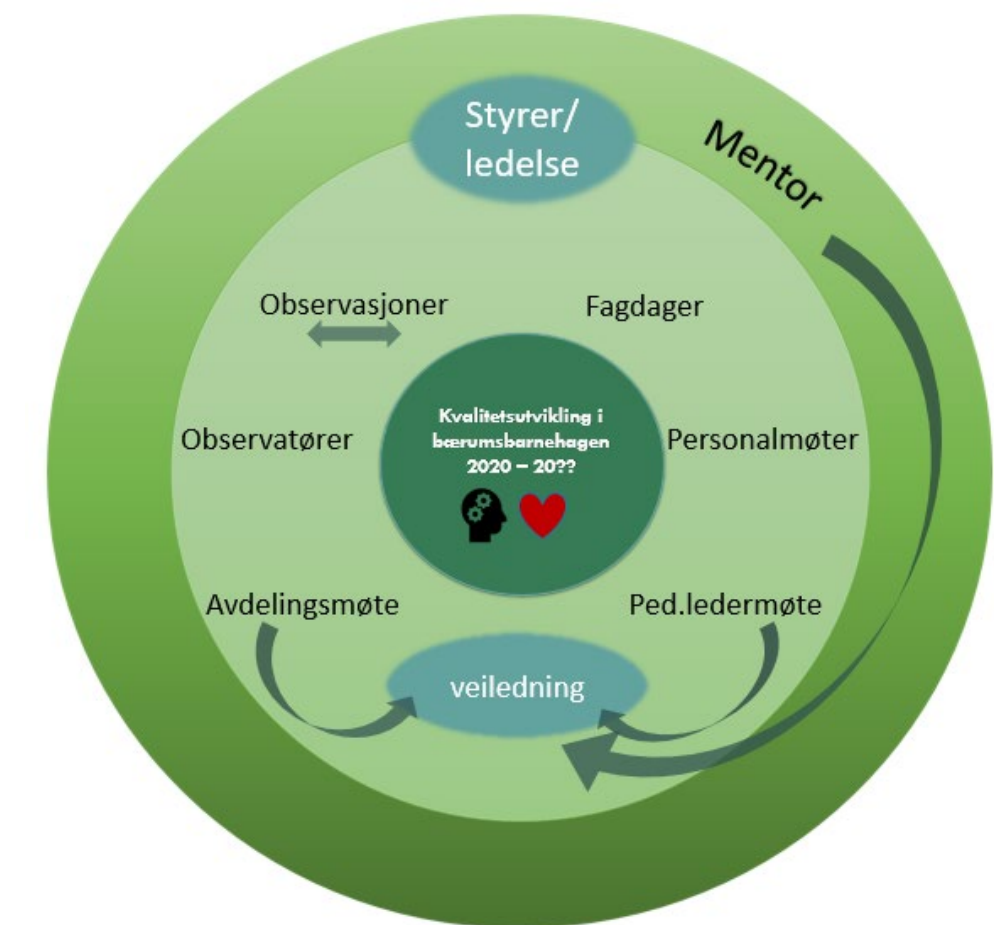 Styrer/
ledelse
Mentor
Observasjoner
Fagdager
Kvalitetsutvikling i
bærumsbarnehagen
2020 – 20??
Observatører
Personalmøter
Avdelingsmøte
Ped.ledermøte
veiledning